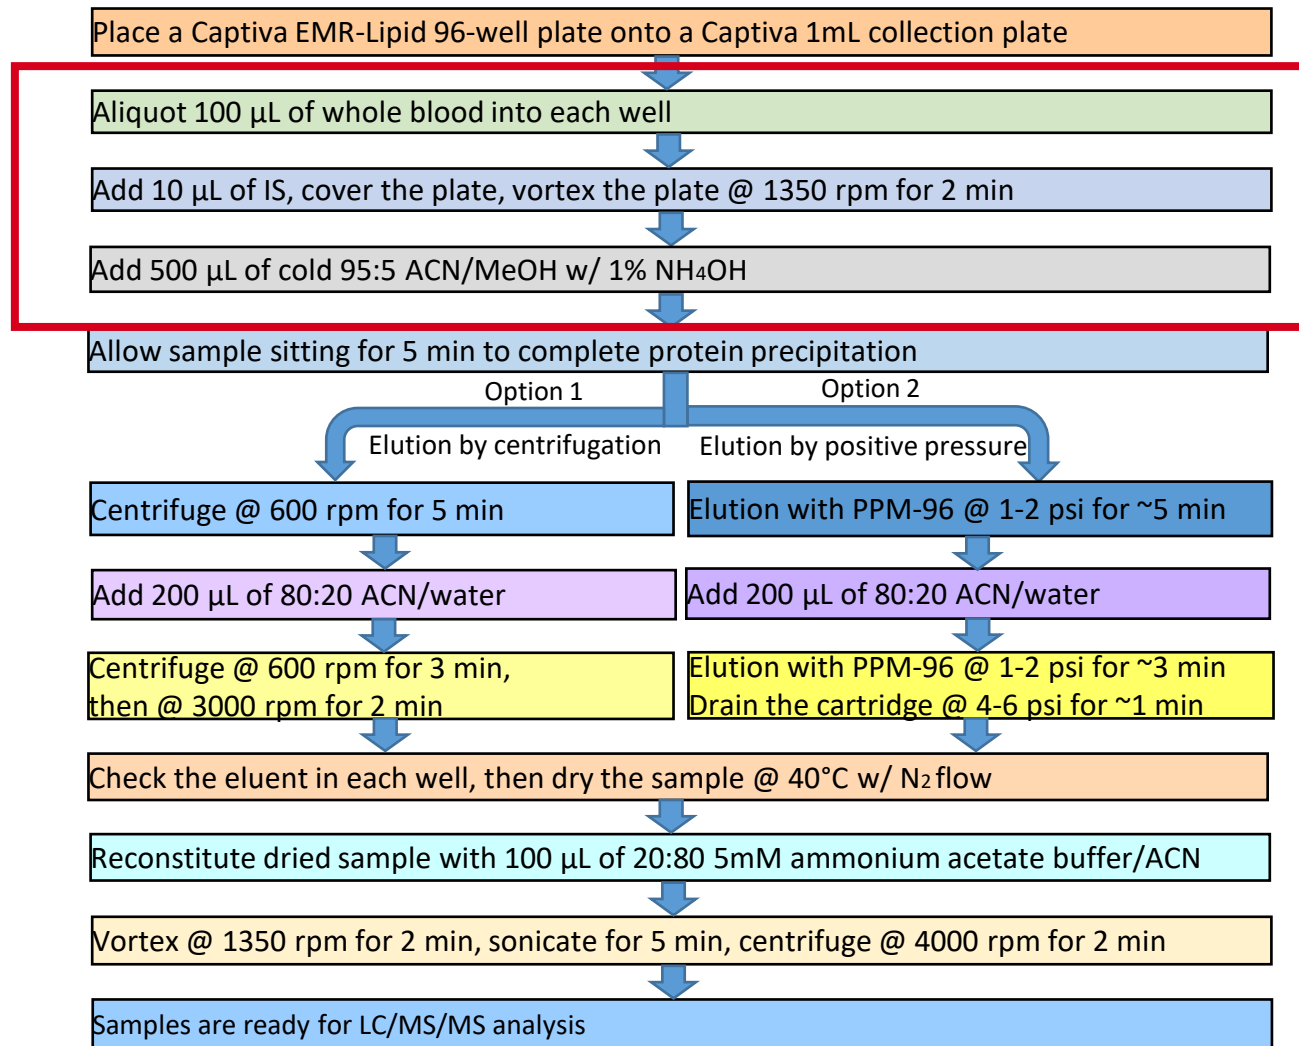 Place a Captiva EMR-Lipid 96-well plate onto a Captiva 1mL collection plate
Aliquot 100 µL of whole blood into each well
Add 10 µL of IS, cover the plate, vortex the plate @ 1350 rpm for 2 min
Add 500 µL of cold 95:5 ACN/MeOH w/ 1% NH4OH
Allow sample sitting for 5 min to complete protein precipitation
Option 1
Elution by centrifugation
Centrifuge @ 600 rpm for 5 min
Add 200 µL of 80:20 ACN/water
Centrifuge @ 600 rpm for 3 min,
then @ 3000 rpm for 2 min
Option 2
Elution by positive pressure
Elution with PPM-96 @ 1-2 psi for ~5 min
Add 200 µL of 80:20 ACN/water
Elution with PPM-96 @ 1-2 psi for ~3 min
Drain the cartridge @ 4-6 psi for ~1 min
Check the eluent in each well, then dry the sample @ 40°C w/ N2 flow
Reconstitute dried sample with 100 µL of 20:80 5mM ammonium acetate buffer/ACN
Vortex @ 1350 rpm for 2 min, sonicate for 5 min, centrifuge @ 4000 rpm for 2 min
Samples are ready for LC/MS/MS analysis